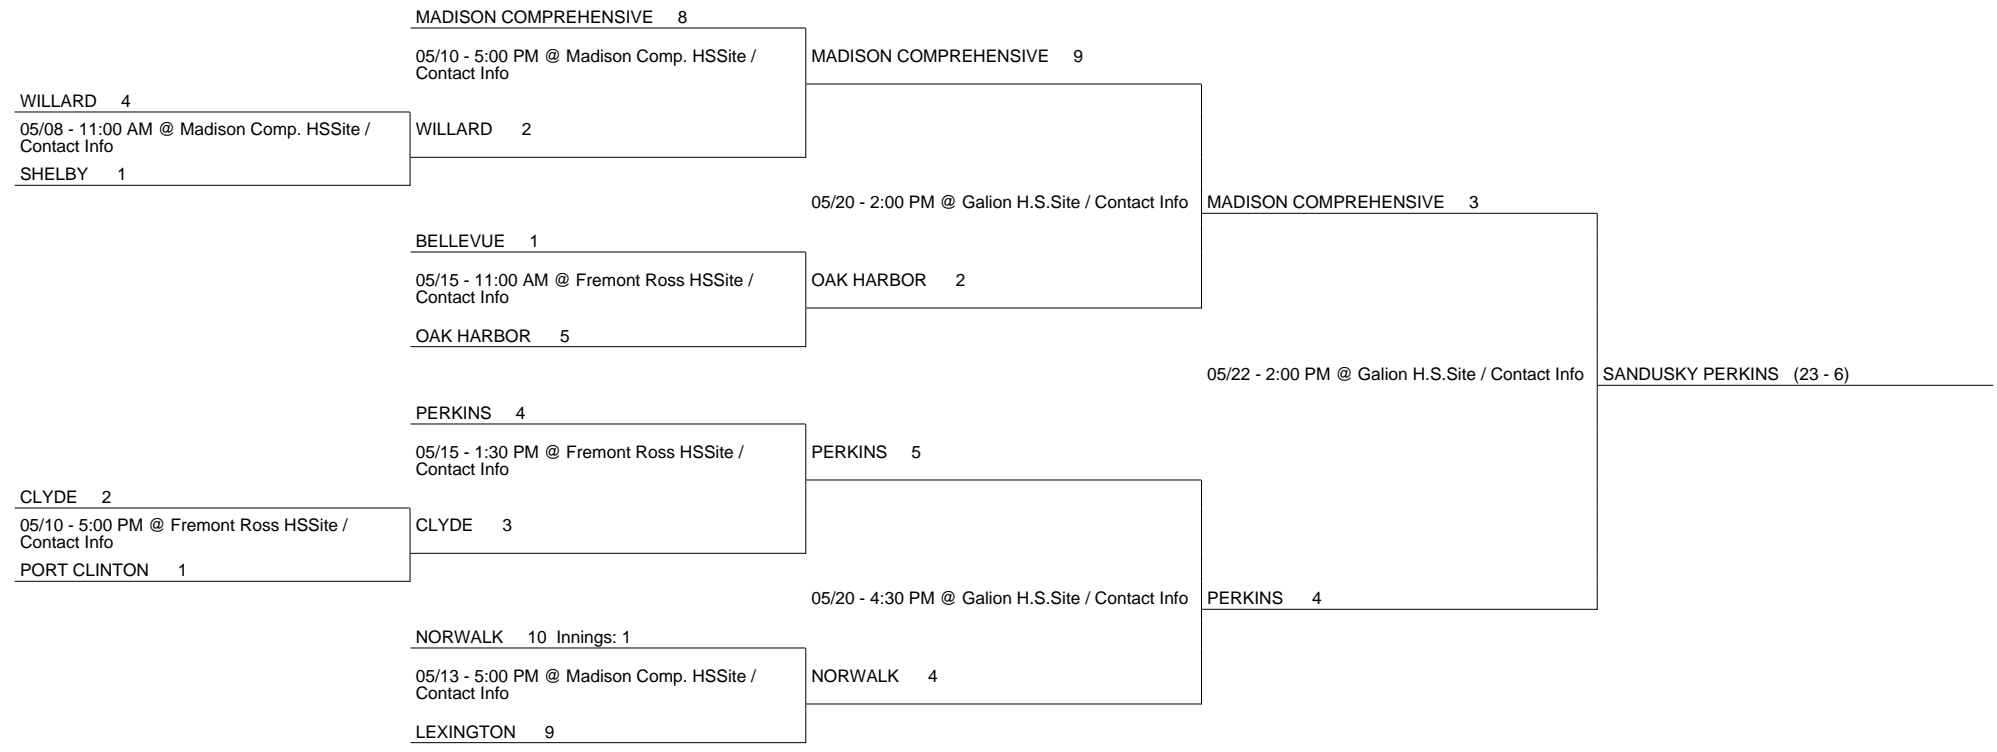 MADISON COMPREHENSIVE 8
05/10 - 5:00 PM @ Madison Comp. HSSite /
Contact Info
MADISON COMPREHENSIVE 9
WILLARD 4
05/08 - 11:00 AM @ Madison Comp. HSSite /
Contact Info
WILLARD 2
SHELBY 1
05/20 - 2:00 PM @ Galion H.S.Site / Contact Info
MADISON COMPREHENSIVE 3
BELLEVUE 1
05/15 - 11:00 AM @ Fremont Ross HSSite /
Contact Info
OAK HARBOR 2
OAK HARBOR 5
05/22 - 2:00 PM @ Galion H.S.Site / Contact Info
SANDUSKY PERKINS (23 - 6)
PERKINS 4
05/15 - 1:30 PM @ Fremont Ross HSSite /
Contact Info
PERKINS 5
CLYDE 2
05/10 - 5:00 PM @ Fremont Ross HSSite /
Contact Info
CLYDE 3
PORT CLINTON 1
05/20 - 4:30 PM @ Galion H.S.Site / Contact Info
PERKINS 4
NORWALK 10 Innings: 1
05/13 - 5:00 PM @ Madison Comp. HSSite /
Contact Info
NORWALK 4
LEXINGTON 9